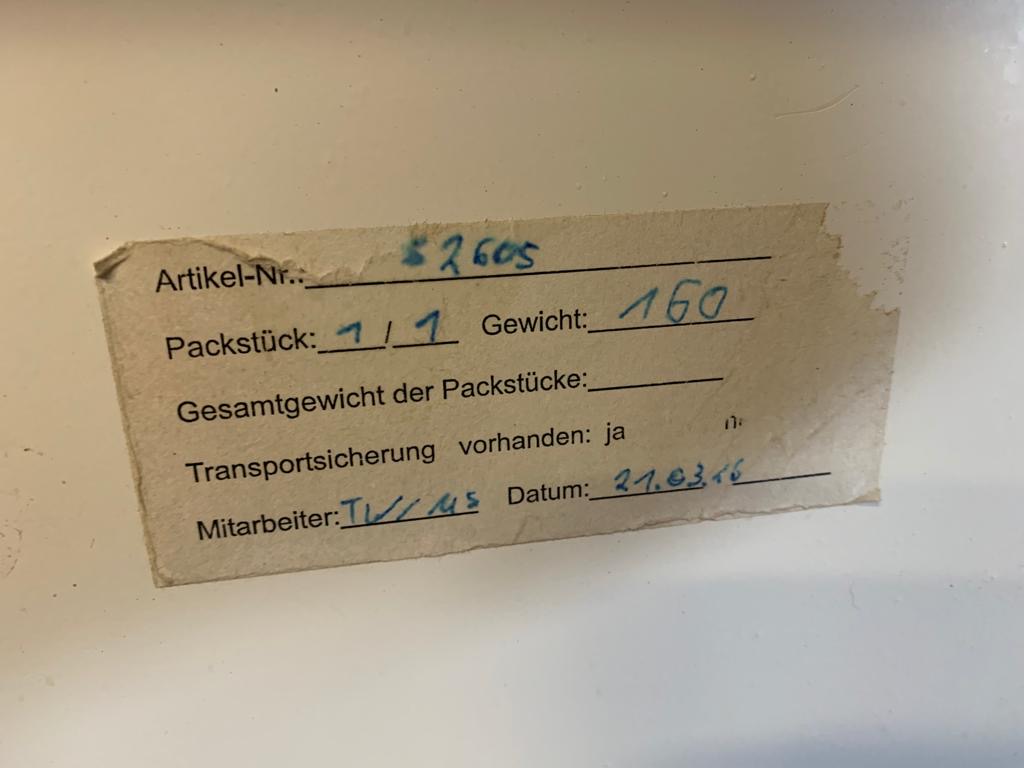 Artikel-Nr.: 52605
Packstück: 1 / 1 Gewicht: 160
Gesamtgewicht der Packstücke:
Transportsicherung vorhanden: ja
Mitarbeiter: TW/MS Datum: 21.03.16